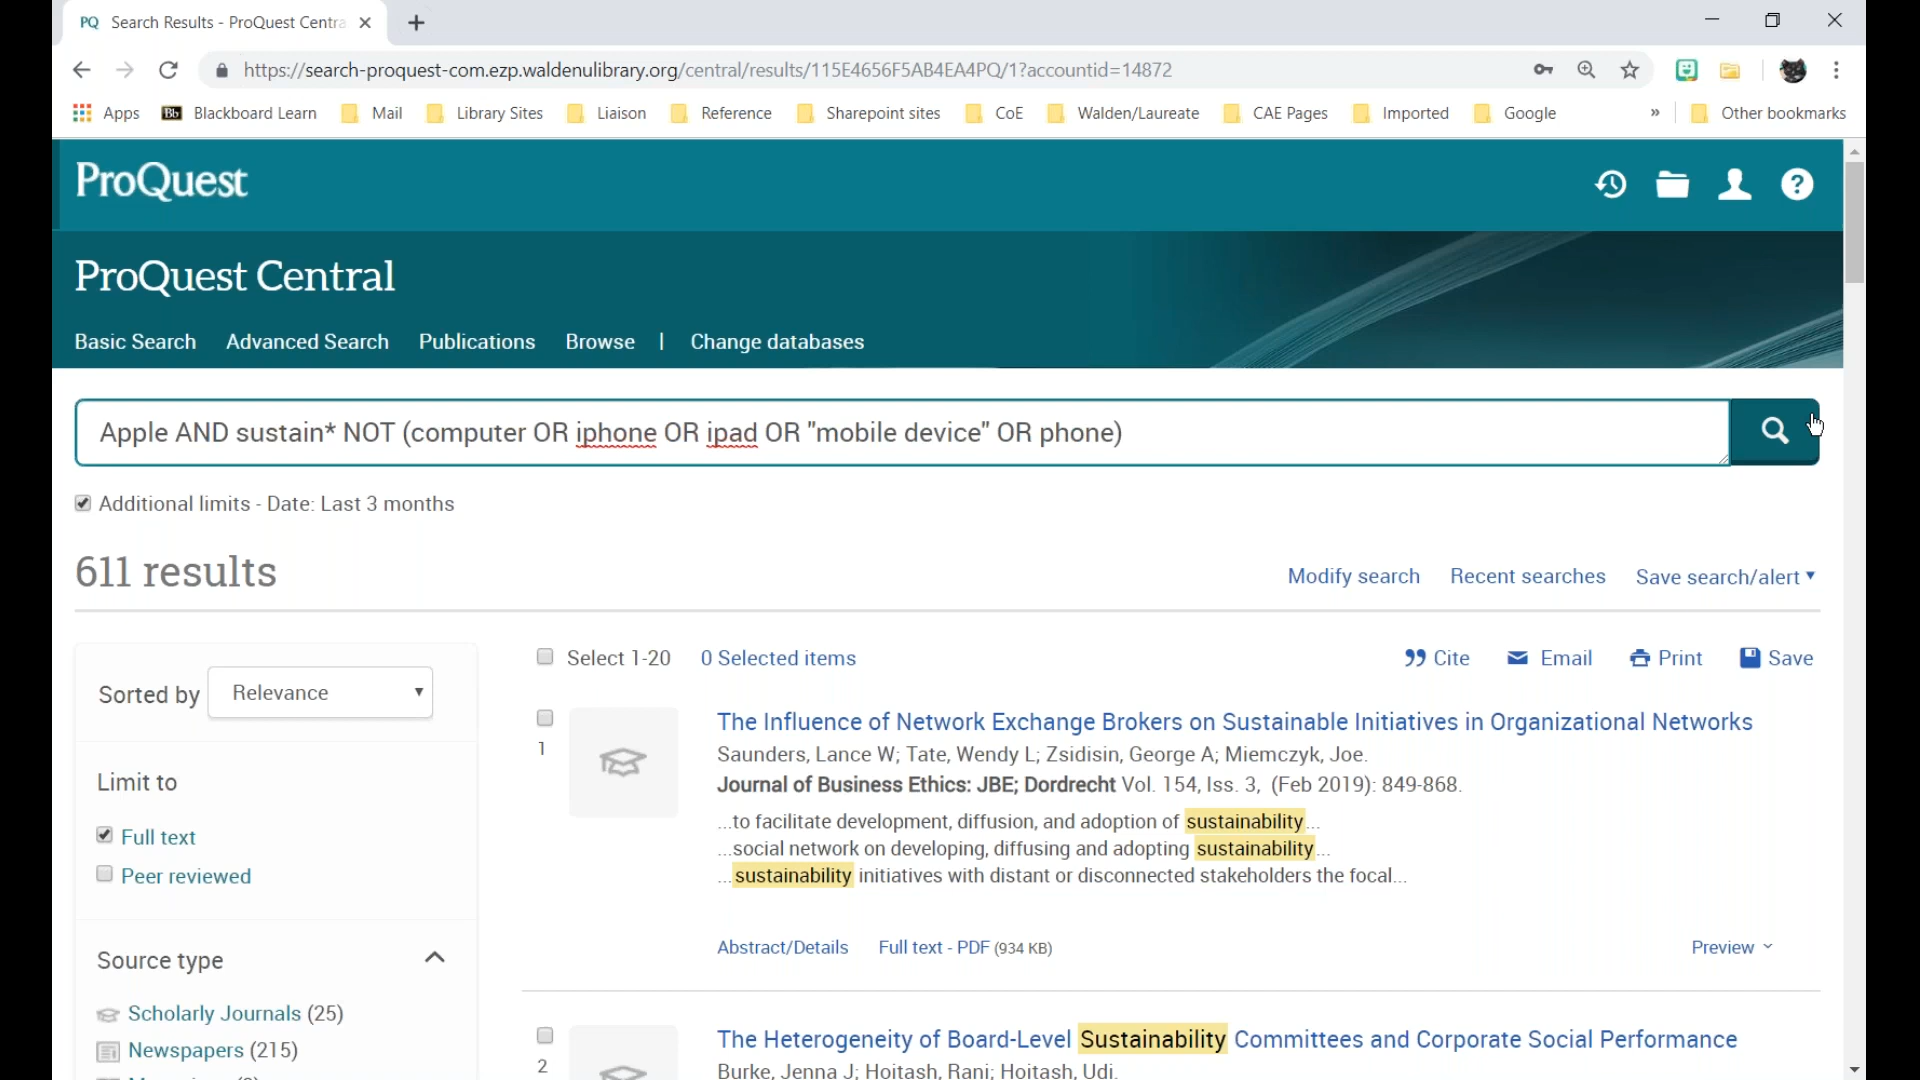 PQ Search Results - ProQuest Centra
https://search-proquest-com.ezp.waldenulibrary.org/central/results/115E4656F5AB4EA4PQ/1?accountid=14872
Apps Blackboard Learn Mail Library Sites Liaison Reference Sharepoint sites CoE Walden/Laureate CAE Pages Imported Google » Other bookmarks
ProQuest
ProQuest Central
Basic Search Advanced Search Publications Browse | Change databases
Apple AND sustain* NOT (computer OR iphone OR ipad OR "mobile device" OR phone)
Additional limits - Date: Last 3 months
611 results
Modify search Recent searches Save search/alert
Sorted by Relevance
Select 1-20 0 Selected items Cite Email Print Save
1
The Influence of Network Exchange Brokers on Sustainable Initiatives in Organizational Networks
Saunders, Lance W; Tate, Wendy L; Zsidisin, George A; Miemczyk, Joe.
Journal of Business Ethics: JBE; Dordrecht Vol. 154, Iss. 3, (Feb 2019): 849-868.
...to facilitate development, diffusion, and adoption of sustainability...
...social network on developing, diffusing and adopting sustainability...
...sustainability initiatives with distant or disconnected stakeholders the focal...
Abstract/Details Full text - PDF (934 KB) Preview
Limit to
Full text
Peer reviewed
Source type
Scholarly Journals (25)
Newspapers (215)
2
The Heterogeneity of Board-Level Sustainability Committees and Corporate Social Performance
Burke, Jenna J; Hoitash, Rani; Hoitash, Udi.